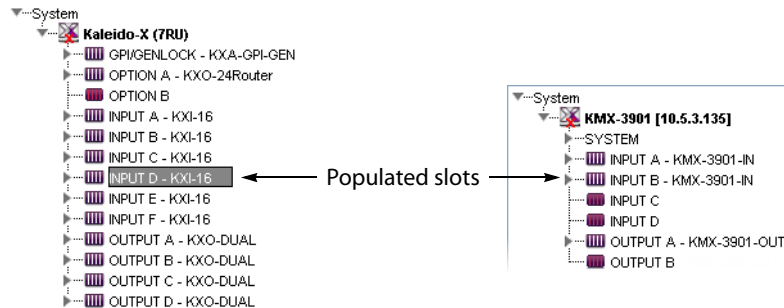 System
Kaleido-X (7RU)
GPI/GENLOCK - KXA-GPI-GEN
OPTION A - KXO-24Router
OPTION B
INPUT A - KXI-16
INPUT B - KXI-16
INPUT C - KXI-16
INPUT D - KXI-16
INPUT E - KXI-16
INPUT F - KXI-16
OUTPUT A - KXO-DUAL
OUTPUT B - KXO-DUAL
OUTPUT C - KXO-DUAL
OUTPUT D - KXO-DUAL
Populated slots
System
KMX-3901 [10.5.3.135]
SYSTEM
INPUT A - KMX-3901-IN
INPUT B - KMX-3901-IN
INPUT C
INPUT D
OUTPUT A - KMX-3901-OUT
OUTPUT B